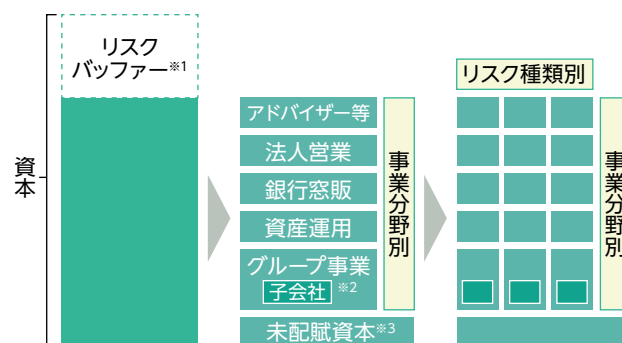 資本
リスク
バッファー※1
アドバイザー等
法人営業
銀行窓販
資産運用
グループ事業
子会社 ※2
未配賦資本※3
事業分野別
リスク種類別
事業分野別